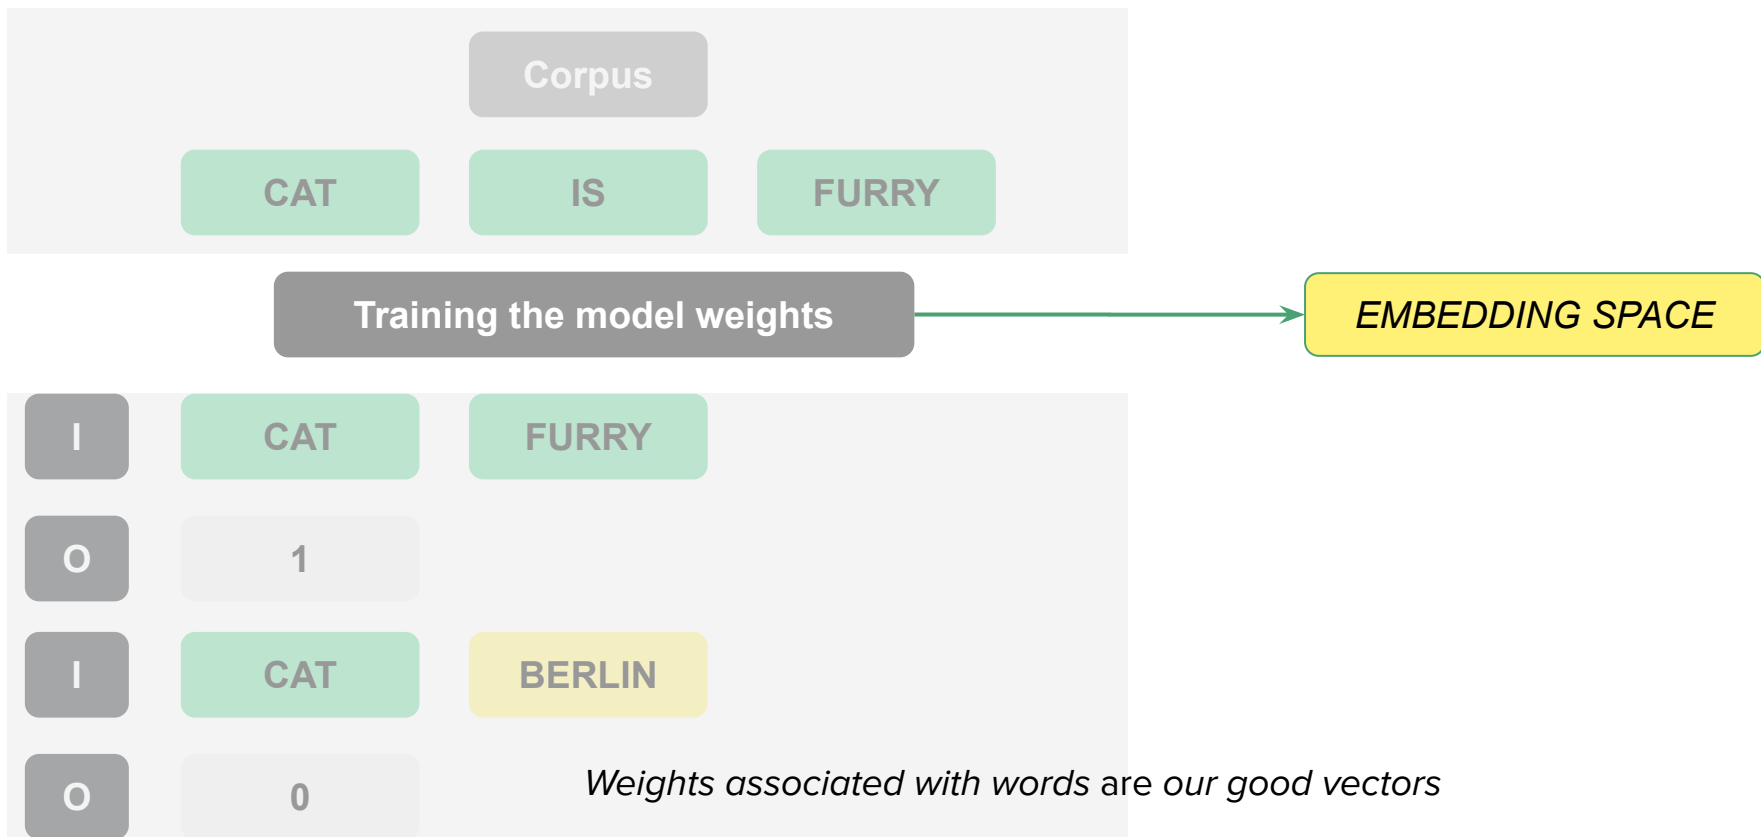 Corpus
CAT IS FURRY
Training the model weights EMBEDDING SPACE
I CAT FURRY
O 1
I CAT BERLIN
O 0
Weights associated with words are our good vectors